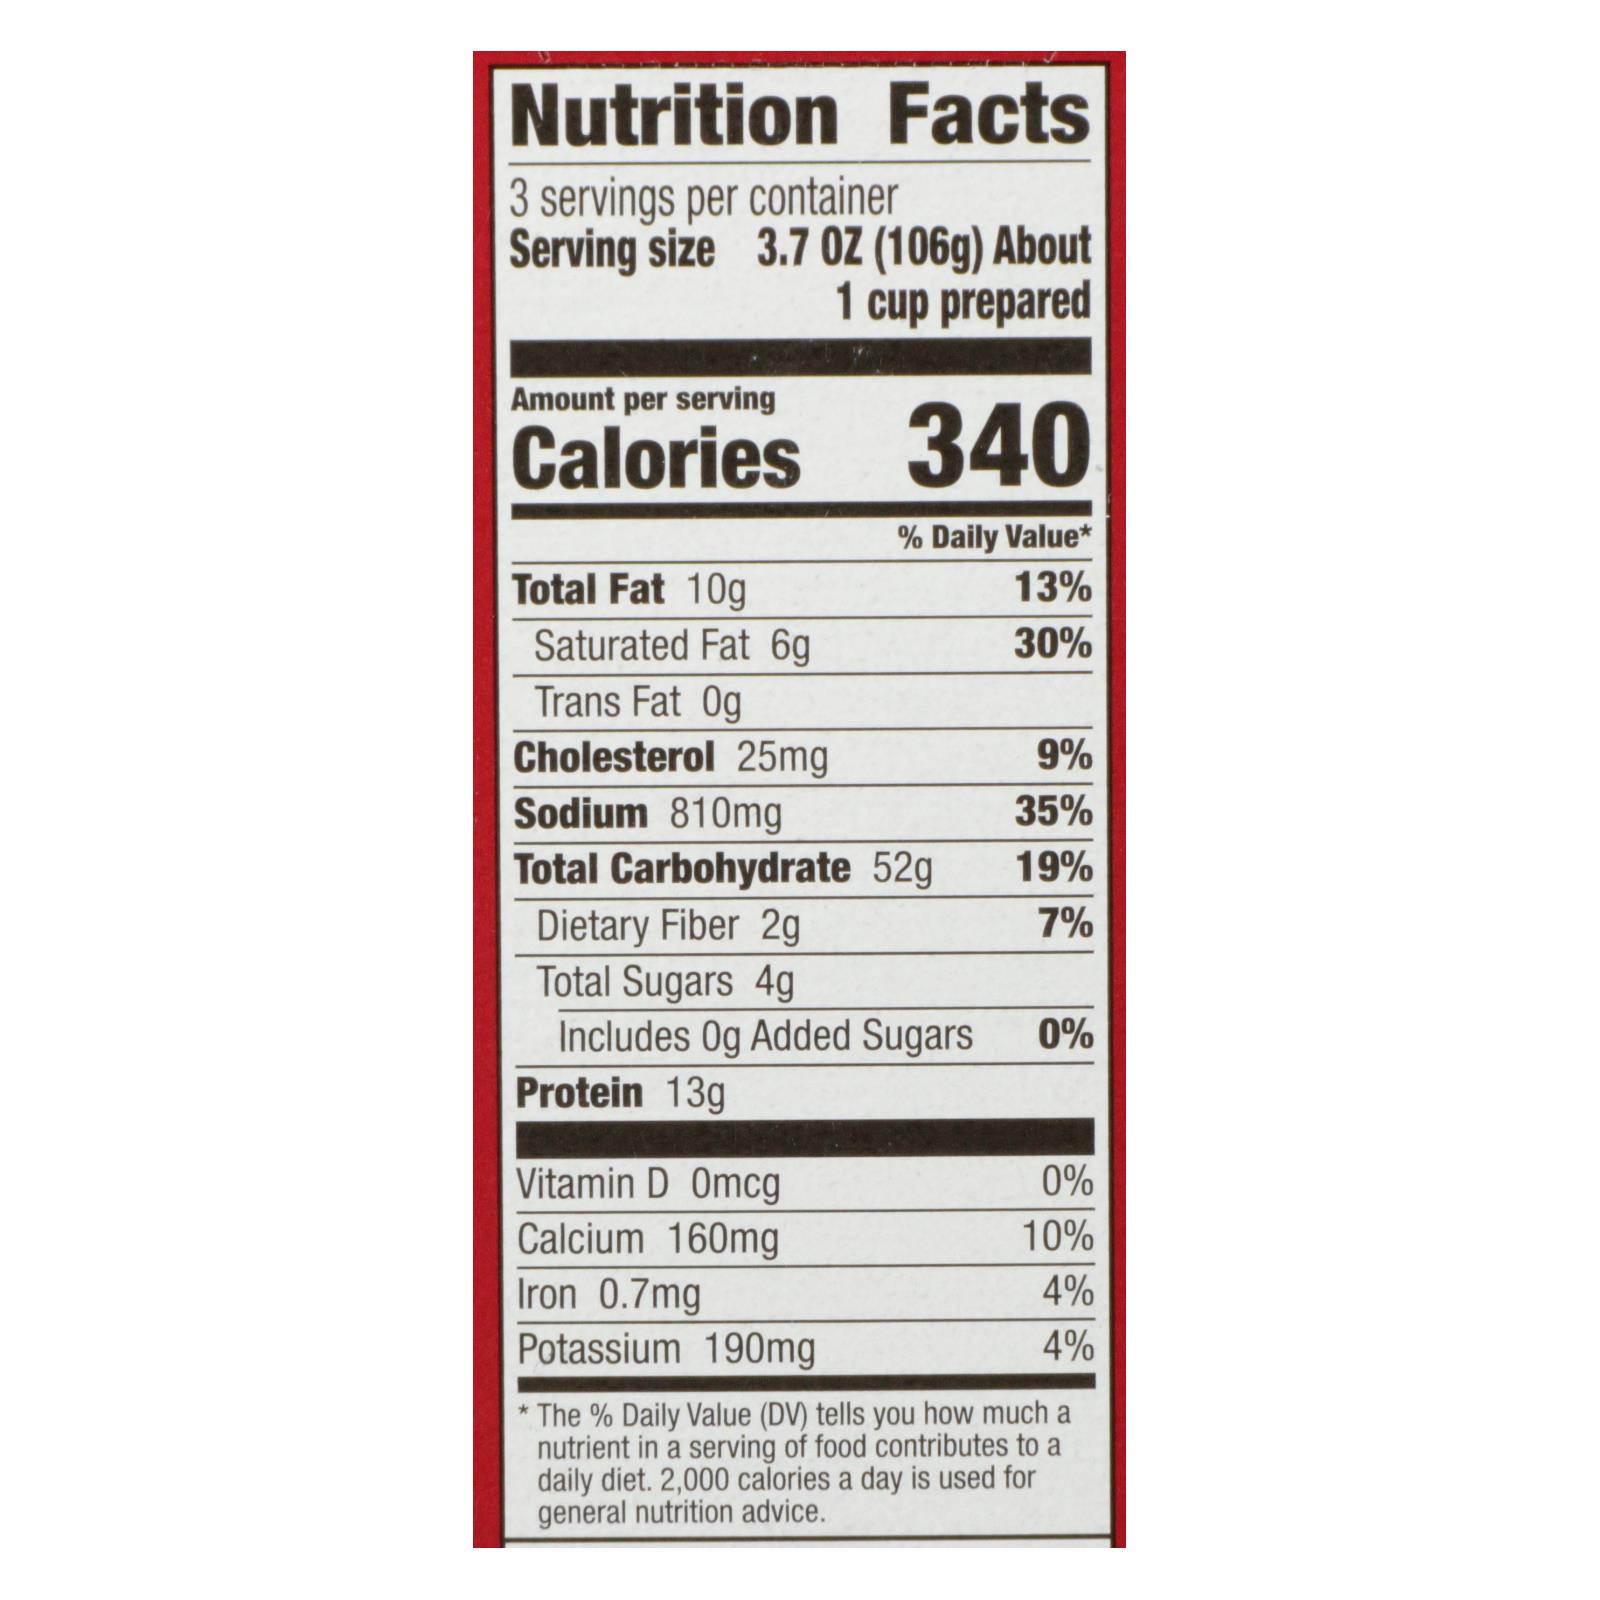 Nutrition Facts
3 servings per container
Serving size 3.7 OZ (106g) About
1 cup prepared
Amount per serving
Calories 340
% Daily Value*
Total Fat 10g 13%
Saturated Fat 6g 30%
Trans Fat 0g
Cholesterol 25mg 9%
Sodium 810mg 35%
Total Carbohydrate 52g 19%
Dietary Fiber 2g 7%
Total Sugars 4g
Includes 0g Added Sugars 0%
Protein 13g
Vitamin D 0mcg 0%
Calcium 160mg 10%
Iron 0.7mg 4%
Potassium 190mg 4%
* The % Daily Value (DV) tells you how much a
nutrient in a serving of food contributes to a
daily diet. 2,000 calories a day is used for
general nutrition advice.